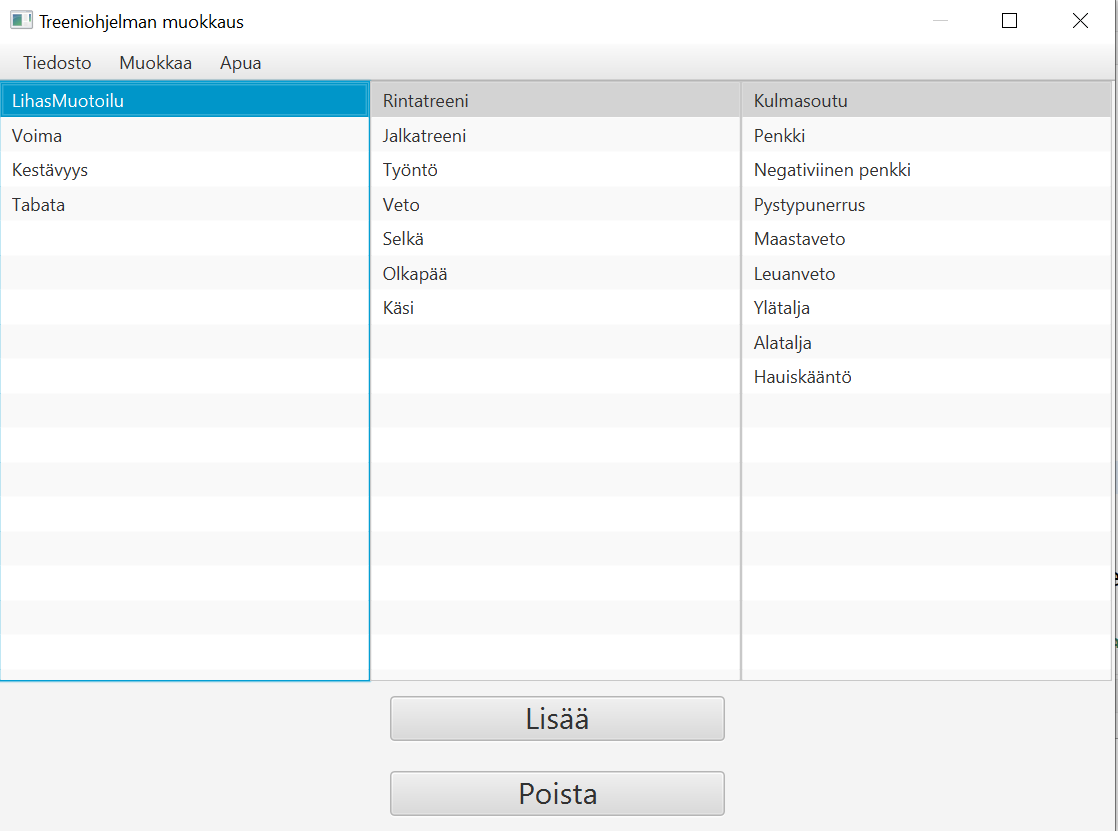 Treeniohjelman muokkaus
Tiedosto Muokkaa Apua
LihasMuotoilu
Voima
Kestävyys
Tabata
Rintatreeni
Jalkatreeni
Työntö
Veto
Selkä
Olkapää
Käsi
Kulmasoutu
Penkki
Negativiinen penkki
Pystypunerrus
Maastaveto
Leuanveto
Ylätalja
Alatalja
Hauiskääntö
Lisää
Poista